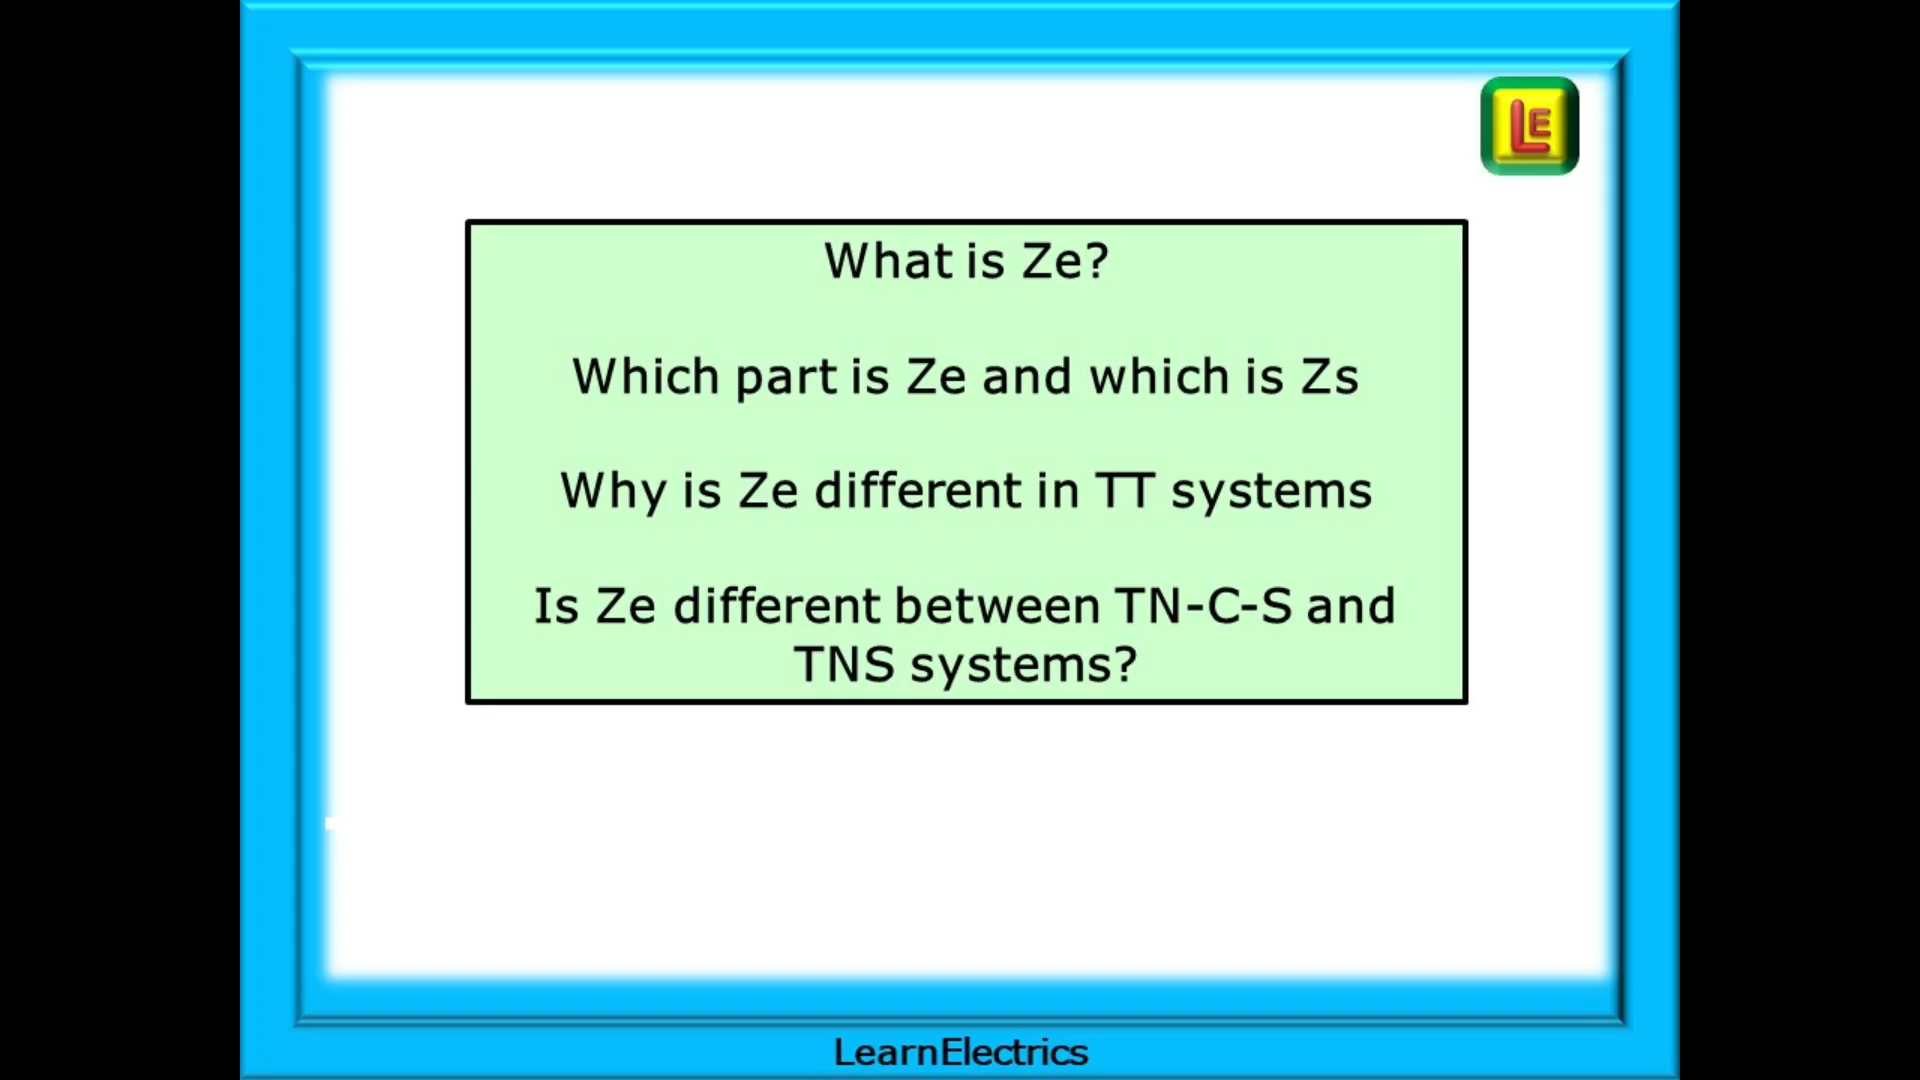 LE
What is Ze?
Which part is Ze and which is Zs
Why is Ze different in TT systems
Is Ze different between TN-C-S and
TNS systems?
LearnElectrics